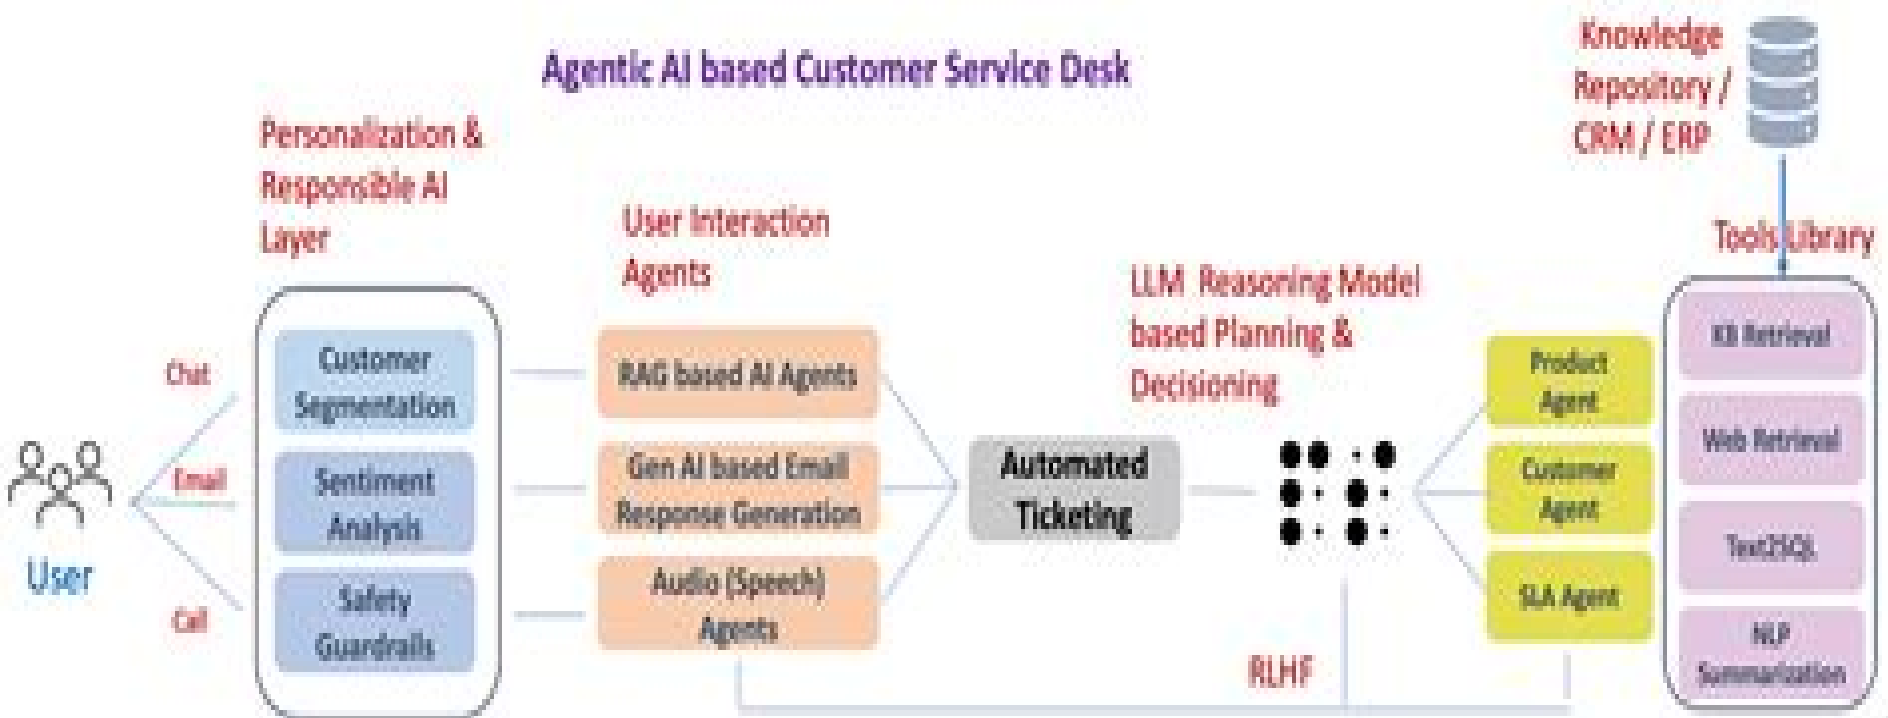 Agentic AI based Customer Service Desk
Knowledge
Repository /
CRM / ERP
Personalization &
Responsible AI
Layer
User Interaction
Agents
LLM Reasoning Model
based Planning &
Decisioning
Tools Library
Chat
Email
Call
User
Customer
Segmentation
Sentiment
Analysis
Safety
Guardrails
RAG based AI Agents
Gen AI based Email
Response Generation
Audio (Speech)
Agents
Automated
Ticketing
RLHF
Product
Agent
Customer
Agent
SLA Agent
KB Retrieval
Web Retrieval
Text2SQL
NLP
Summarization